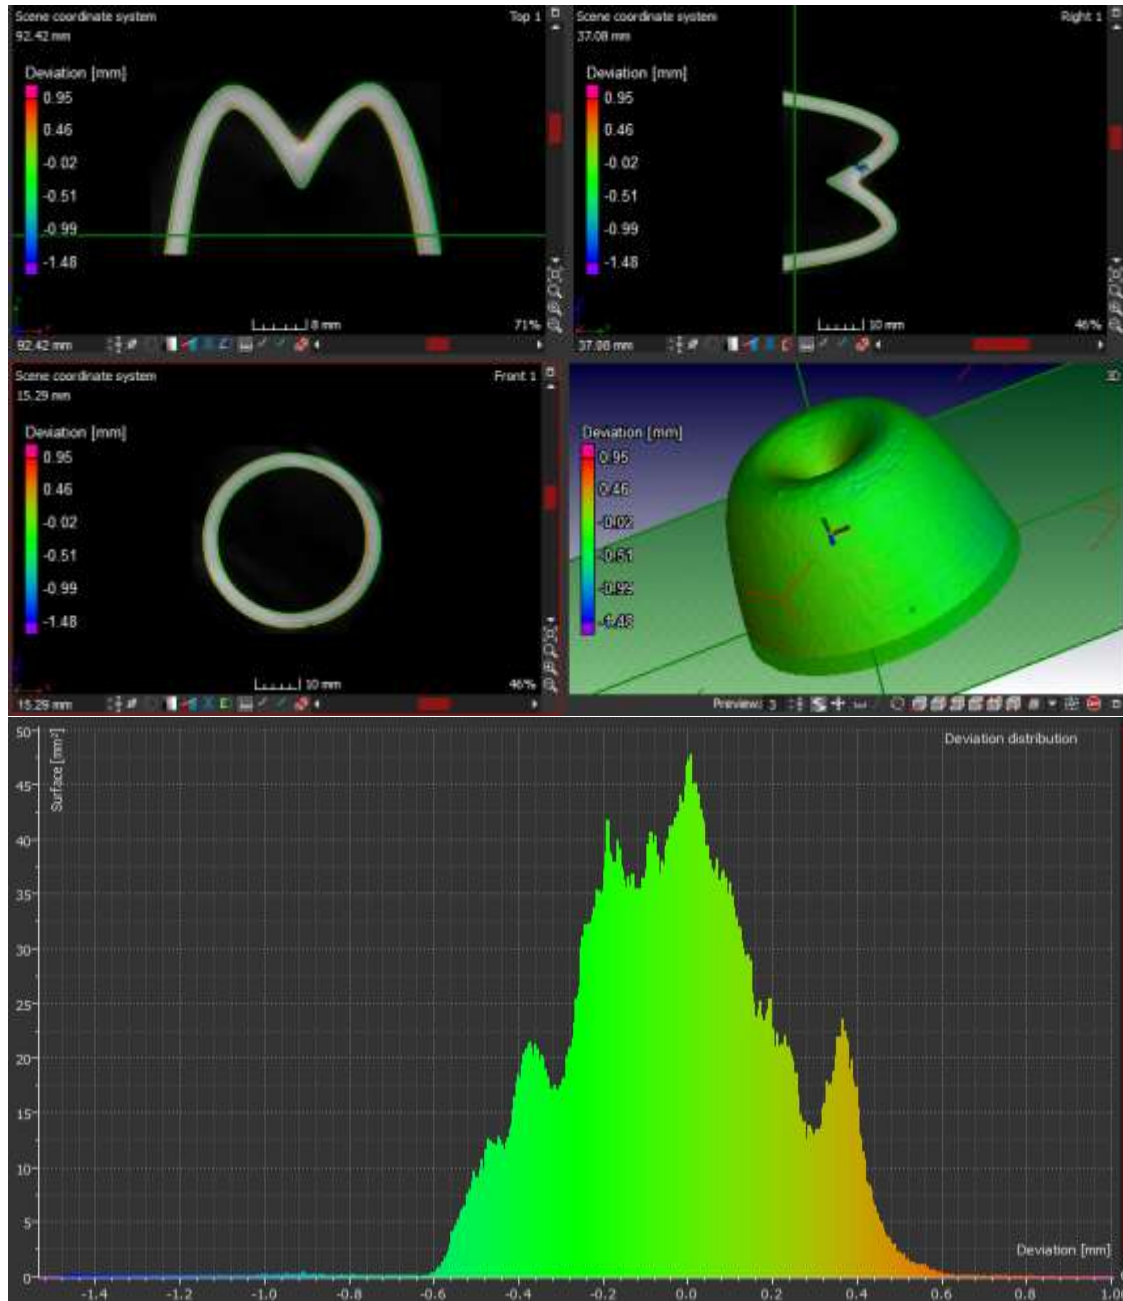 Scene coordinate system
Top 1
92.42 mm
Deviation [mm]
0.95
0.46
-0.02
-0.51
-0.99
-1.48
8 mm
71%
92.42 mm
Scene coordinate system
Right 1
37.08 mm
Deviation [mm]
0.95
0.46
-0.02
-0.51
-0.99
-1.48
10 mm
46%
37.08 mm
Scene coordinate system
Front 1
15.29 mm
Deviation [mm]
0.95
0.46
-0.02
-0.51
-0.99
-1.48
10 mm
46%
15.29 mm
3D
Deviation [mm]
0.95
0.46
-0.02
-0.51
-0.99
-1.48
Preview: 3
Deviation distribution
Surface [mm²]
50
45
40
35
30
25
20
15
10
5
0
Deviation [mm]
-1.4 -1.2 -1.0 -0.8 -0.6 -0.4 -0.2 0.0 0.2 0.4 0.6 0.8 1.0